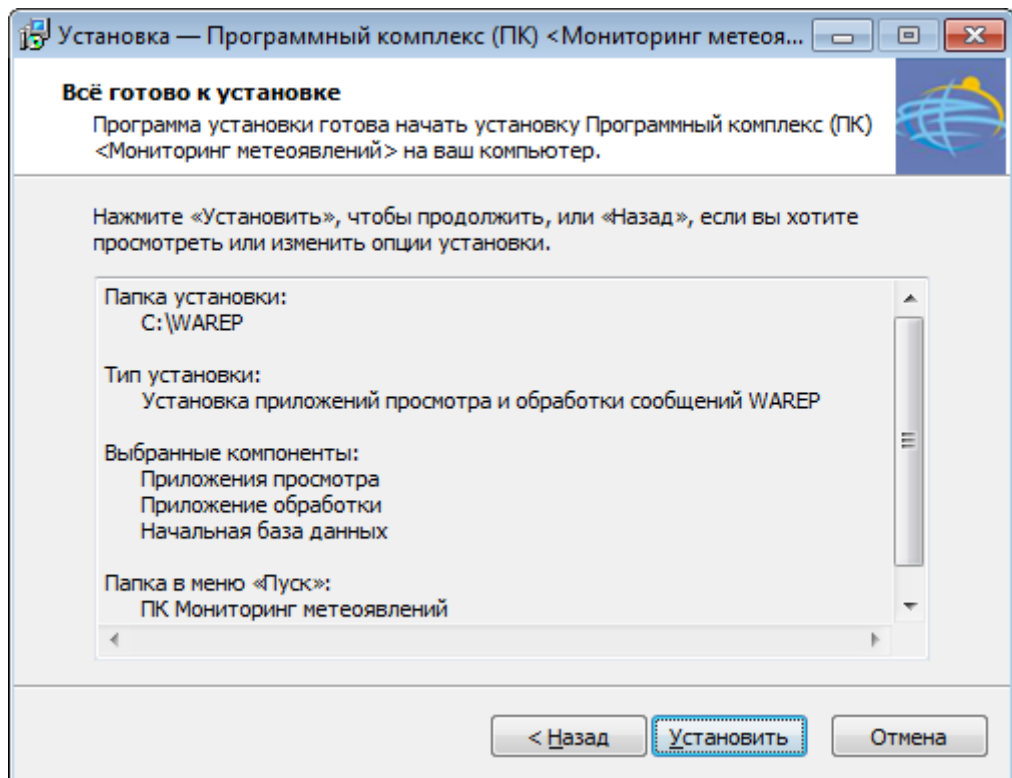 Установка — Программный комплекс (ПК) <Мониторинг метеоя...
Всё готово к установке
Программа установки готова начать установку Программный комплекс (ПК)
<Мониторинг метеоявлений> на ваш компьютер.
Нажмите «Установить», чтобы продолжить, или «Назад», если вы хотите
просмотреть или изменить опции установки.
Папка установки:
C:\WAREP
Тип установки:
Установка приложений просмотра и обработки сообщений WAREP
Выбранные компоненты:
Приложения просмотра
Приложение обработки
Начальная база данных
Папка в меню «Пуск»:
ПК Мониторинг метеоявлений
< Назад
Установить
Отмена